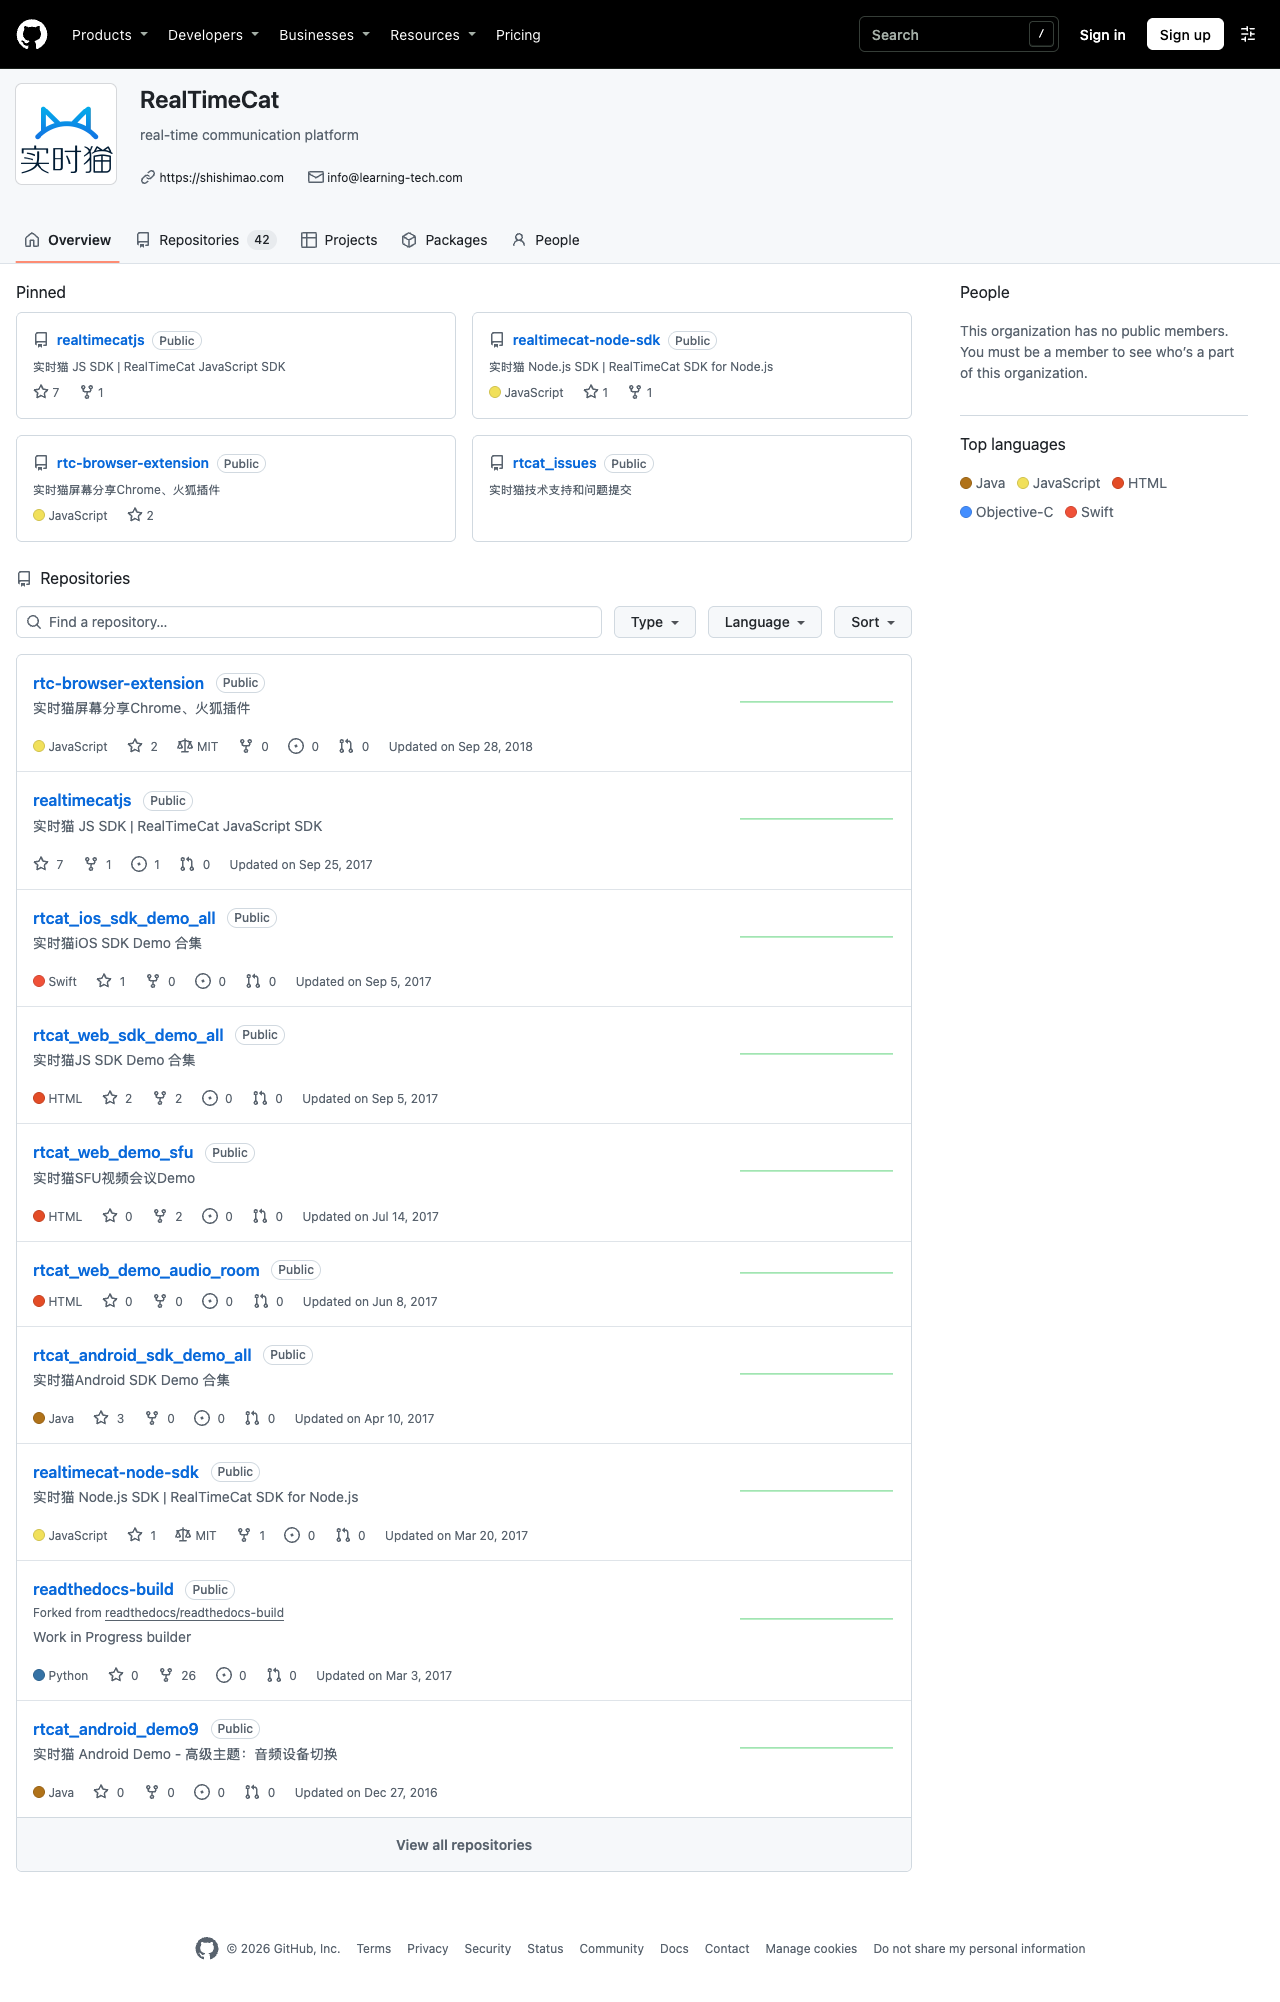 Products Developers Businesses Resources Pricing Search / Sign in Sign up
实时猫
RealTimeCat
real-time communication platform
https://shishimao.com info@learning-tech.com
Overview Repositories 42 Projects Packages People
Pinned
realtimecatjs Public
实时猫 JS SDK | RealTimeCat JavaScript SDK
7 1
realtimecat-node-sdk Public
实时猫 Node.js SDK | RealTimeCat SDK for Node.js
JavaScript 1 1
rtc-browser-extension Public
实时猫屏幕分享Chrome、火狐插件
JavaScript 2
rtcat_issues Public
实时猫技术支持和问题提交
People
This organization has no public members.
You must be a member to see who's a part
of this organization.
Top languages
Java JavaScript HTML
Objective-C Swift
Repositories
Find a repository... Type Language Sort
rtc-browser-extension Public
实时猫屏幕分享Chrome、火狐插件
JavaScript 2 MIT 0 0 0 Updated on Sep 28, 2018
realtimecatjs Public
实时猫 JS SDK | RealTimeCat JavaScript SDK
7 1 1 0 Updated on Sep 25, 2017
rtcat_ios_sdk_demo_all Public
实时猫iOS SDK Demo 合集
Swift 1 0 0 0 Updated on Sep 5, 2017
rtcat_web_sdk_demo_all Public
实时猫JS SDK Demo 合集
HTML 2 2 0 0 Updated on Sep 5, 2017
rtcat_web_demo_sfu Public
实时猫SFU视频会议Demo
HTML 0 2 0 0 Updated on Jul 14, 2017
rtcat_web_demo_audio_room Public
HTML 0 0 0 0 Updated on Jun 8, 2017
rtcat_android_sdk_demo_all Public
实时猫Android SDK Demo 合集
Java 3 0 0 0 Updated on Apr 10, 2017
realtimecat-node-sdk Public
实时猫 Node.js SDK | RealTimeCat SDK for Node.js
JavaScript 1 MIT 1 0 0 Updated on Mar 20, 2017
readthedocs-build Public
Forked from readthedocs/readthedocs-build
Work in Progress builder
Python 0 26 0 0 Updated on Mar 3, 2017
rtcat_android_demo9 Public
实时猫 Android Demo - 高级主题：音频设备切换
Java 0 0 0 0 Updated on Dec 27, 2016
View all repositories
© 2026 GitHub, Inc. Terms Privacy Security Status Community Docs Contact Manage cookies Do not share my personal information